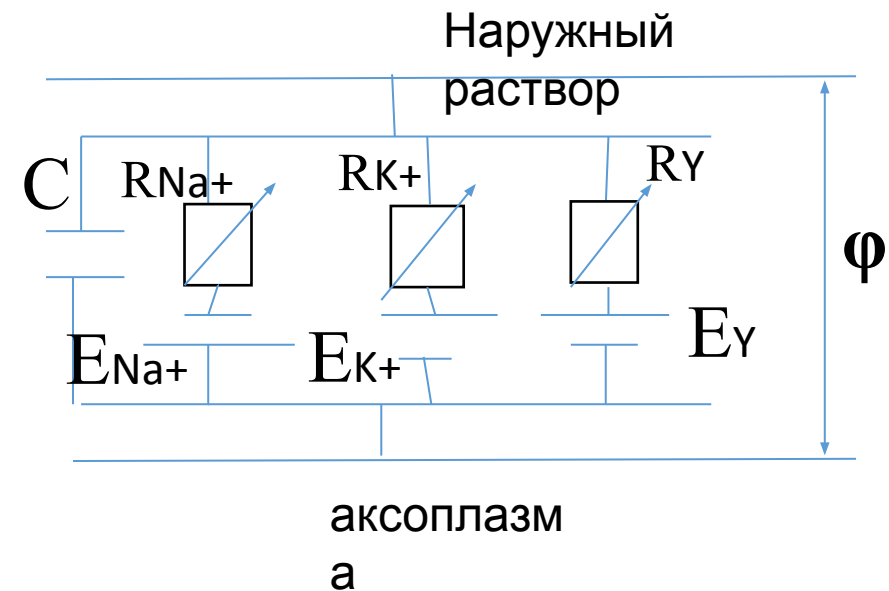 Наружный
раствор
C
RNa+
RK+
RY
φ
ENa+
EK+
EY
аксоплазм
а